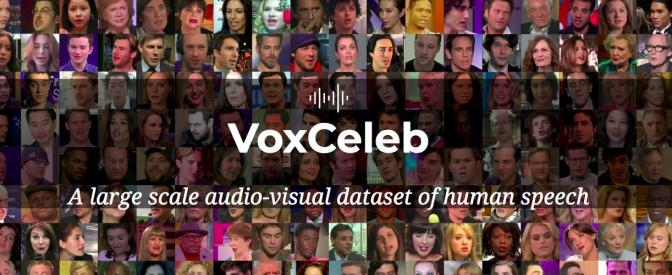 VoxCeleb
A large scale audio-visual dataset of human speech